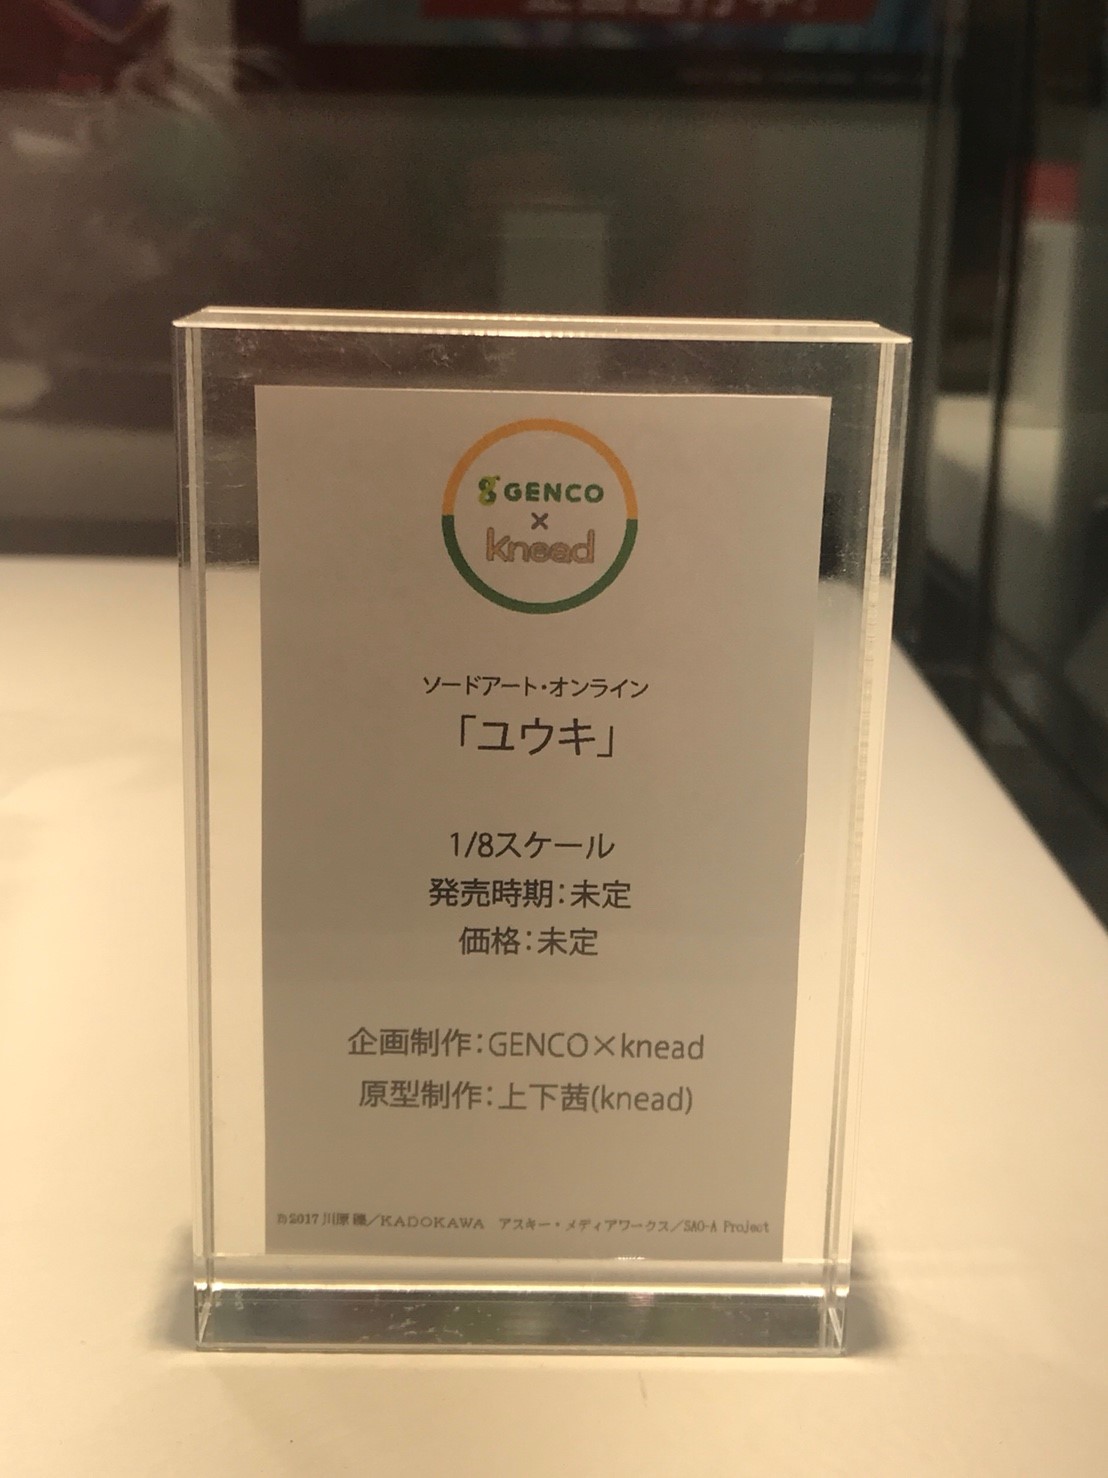 GENCO
×
knead
ソードアート・オンライン
「ユウキ」
1/8スケール
発売時期：未定
価格：未定
企画制作：GENCO×knead
原型制作：上下茜(knead)
2017 川原 礫／KADOKAWA アスキー・メディアワークス／SAO-A Project